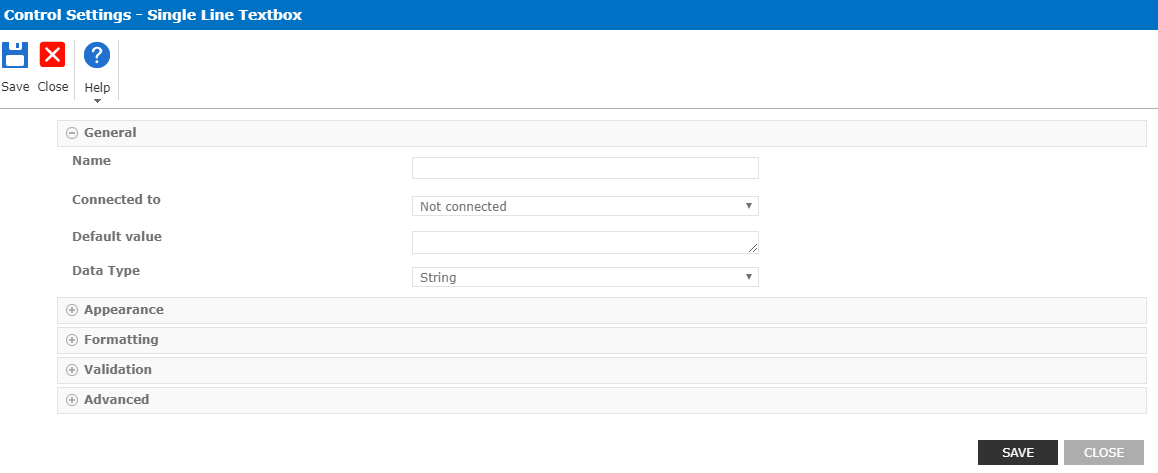 Control Settings - Single Line Textbox
Save Close Help
General
Name
Connected to Not connected
Default value
Data Type String
Appearance
Formatting
Validation
Advanced
SAVE CLOSE